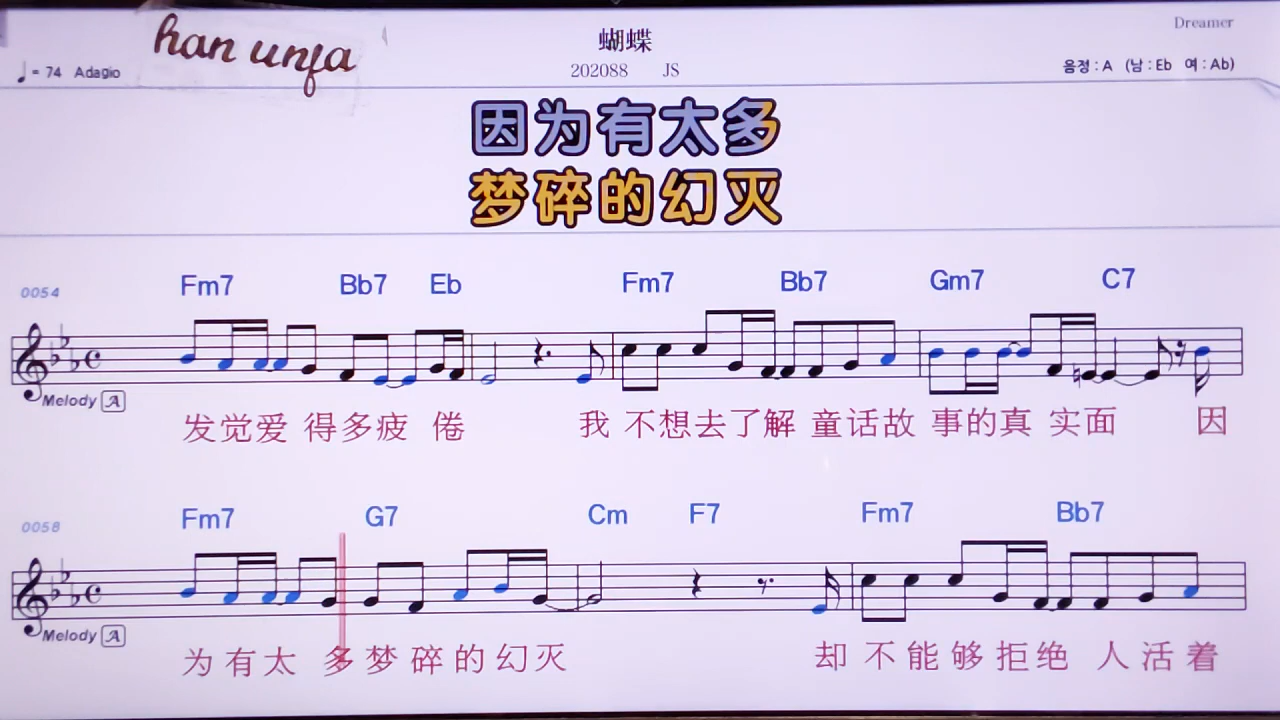 Dreamer
han unfa
蝴蝶
♩= 74 Adagio
202088 JS
음정 : A (남 : Eb 여 : Ab)
因为有太多
梦碎的幻灭
0054 Fm7 Bb7 Eb Fm7 Bb7 Gm7 C7
Melody A
发觉爱 得多疲 倦 我 不想去了解 童话故 事的真 实面 因
0058 Fm7 G7 Cm F7 Fm7 Bb7
Melody A
为有太 多梦碎的幻灭 却不能够拒绝 人活着